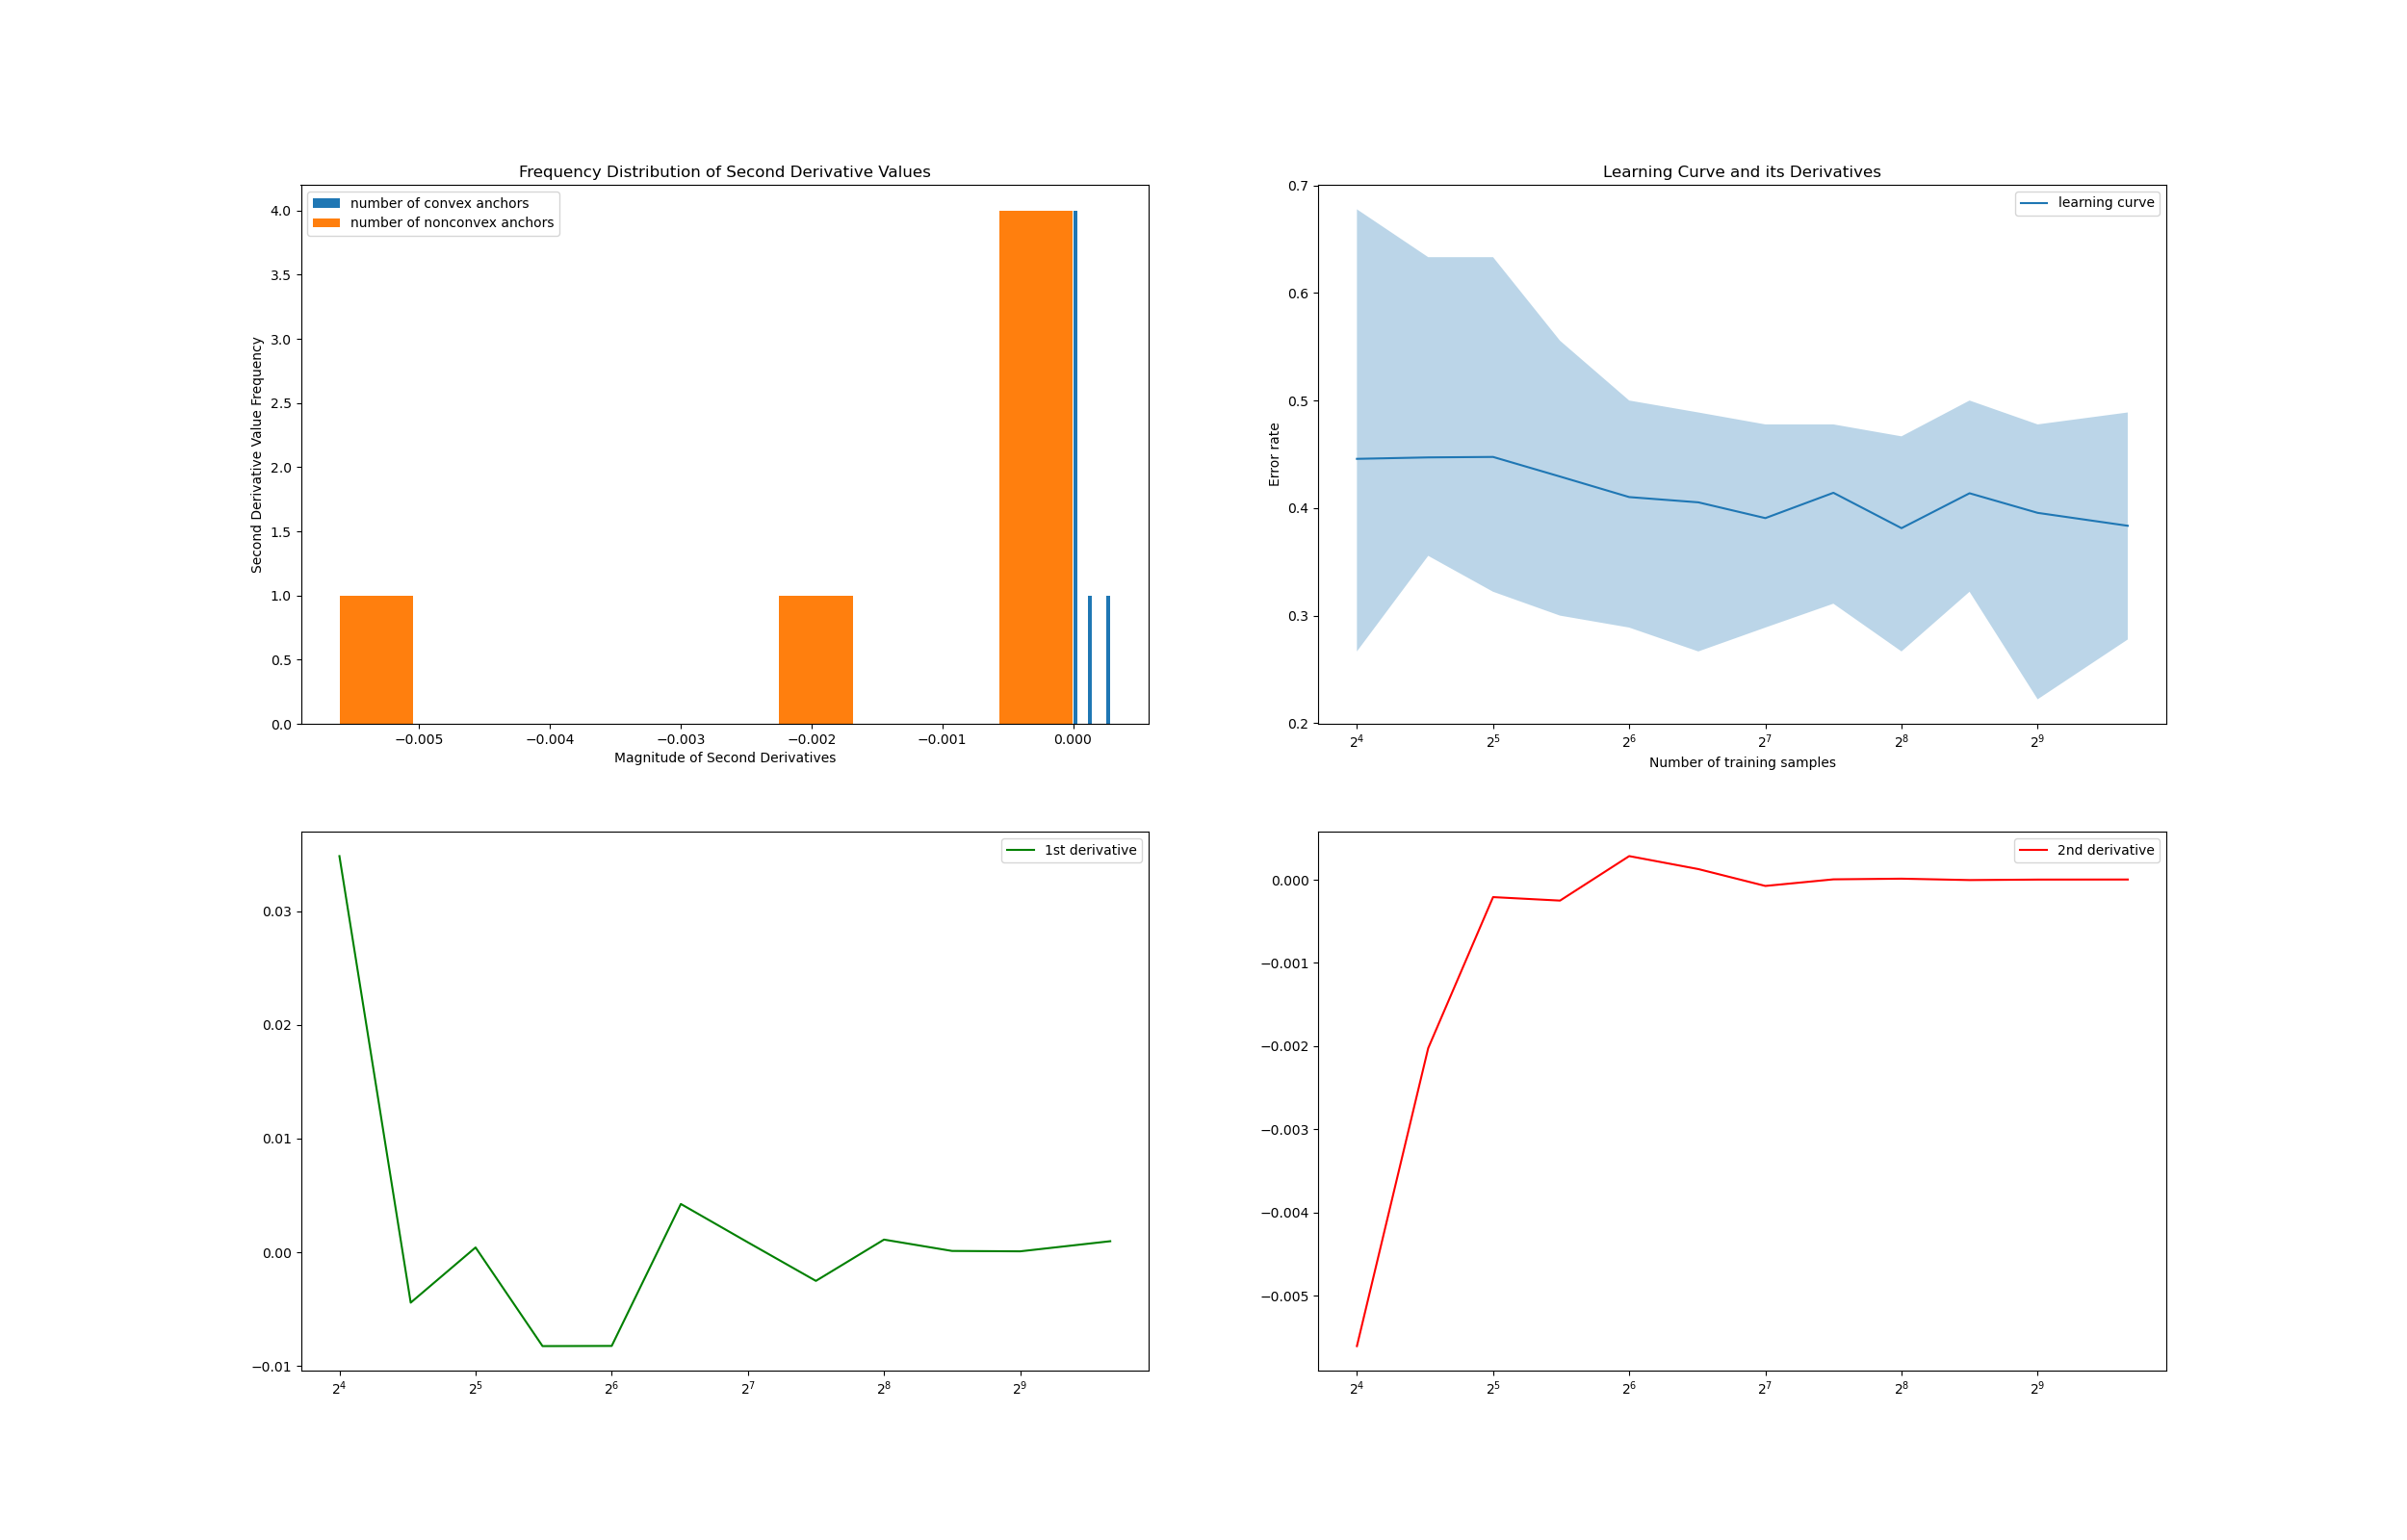 Frequency Distribution of Second Derivative Values
number of convex anchors
number of nonconvex anchors
Second Derivative Value Frequency
4.0
3.5
3.0
2.5
2.0
1.5
1.0
0.5
0.0
−0.005 −0.004 −0.003 −0.002 −0.001 0.000
Magnitude of Second Derivatives
Learning Curve and its Derivatives
learning curve
Error rate
0.7
0.6
0.5
0.4
0.3
0.2
2⁴ 2⁵ 2⁶ 2⁷ 2⁸ 2⁹
Number of training samples
1st derivative
0.03
0.02
0.01
0.00
−0.01
2⁴ 2⁵ 2⁶ 2⁷ 2⁸ 2⁹
2nd derivative
0.000
−0.001
−0.002
−0.003
−0.004
−0.005
2⁴ 2⁵ 2⁶ 2⁷ 2⁸ 2⁹